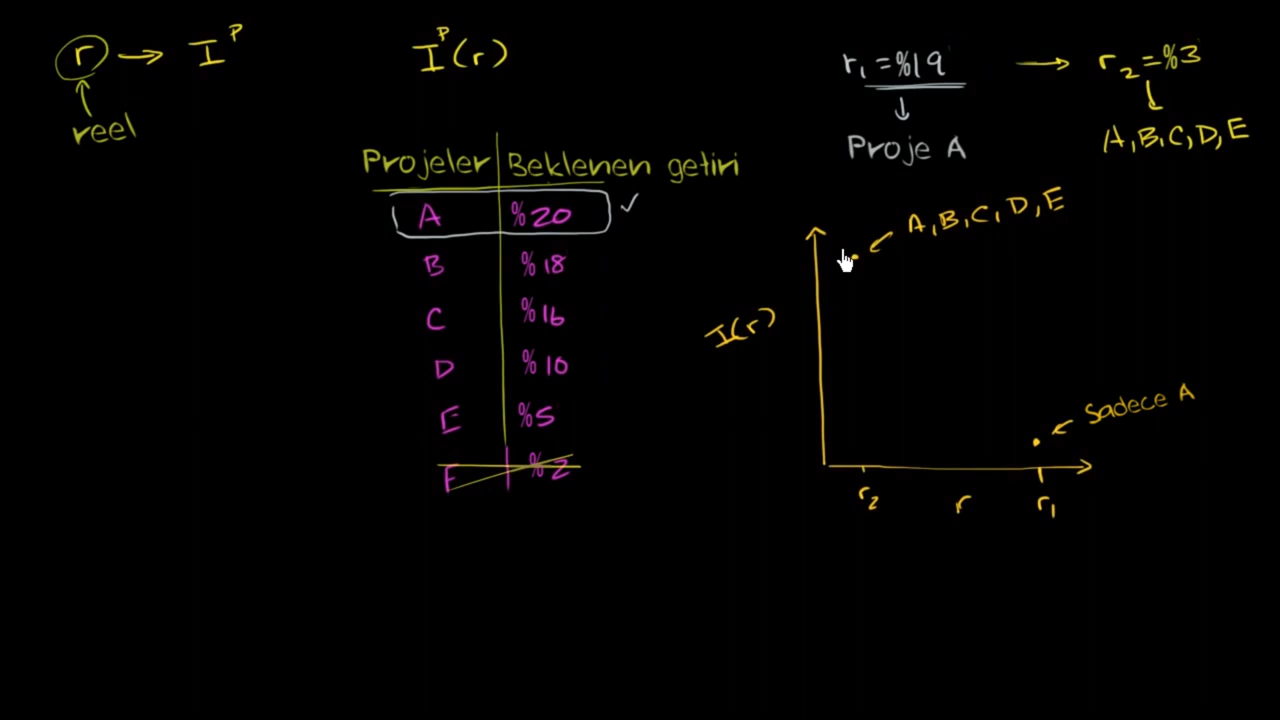 r → I^P
reel
I^P(r)
r₁ = %19 → r₂ = %3
Proje A
A, B, C, D, E
Projeler Beklenen getiri
A %20 ✓
B %18
C %16
D %10
E %5
F %2
A, B, C, D, E
I(r)
Sadece A
r₂ r r₁